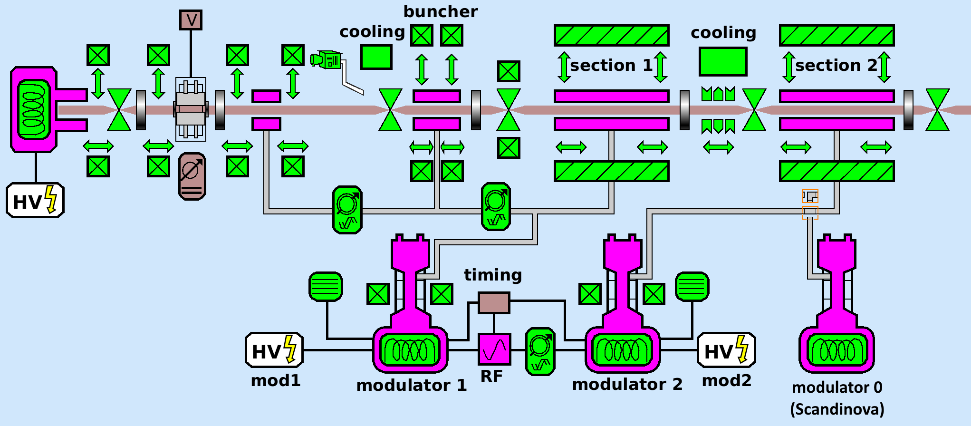 V
buncher
cooling
cooling
section 1
section 2
HV
timing
HV
mod1
modulator 1
RF
modulator 2
HV
mod2
modulator 0
(Scandinova)